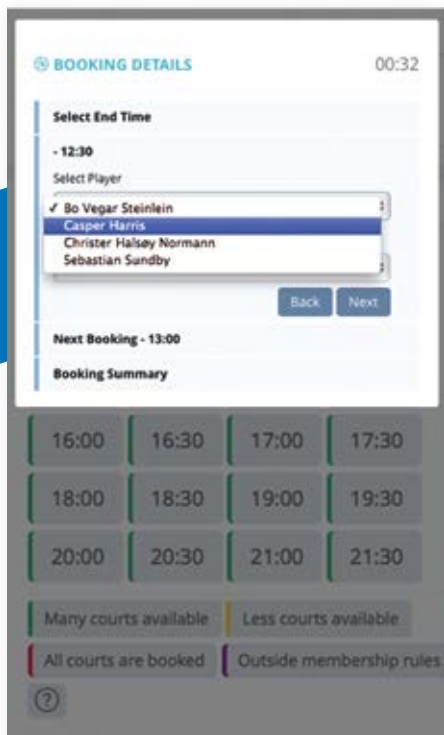 BOOKING DETAILS 00:32
Select End Time
- 12:30
Select Player
✓ Bo Vegar Steinlein
Casper Harris
Christer Halsøy Normann
Sebastian Sundby
Back Next
Next Booking - 13:00
Booking Summary
16:00 16:30 17:00 17:30
18:00 18:30 19:00 19:30
20:00 20:30 21:00 21:30
Many courts available Less courts available
All courts are booked Outside membership rules
?